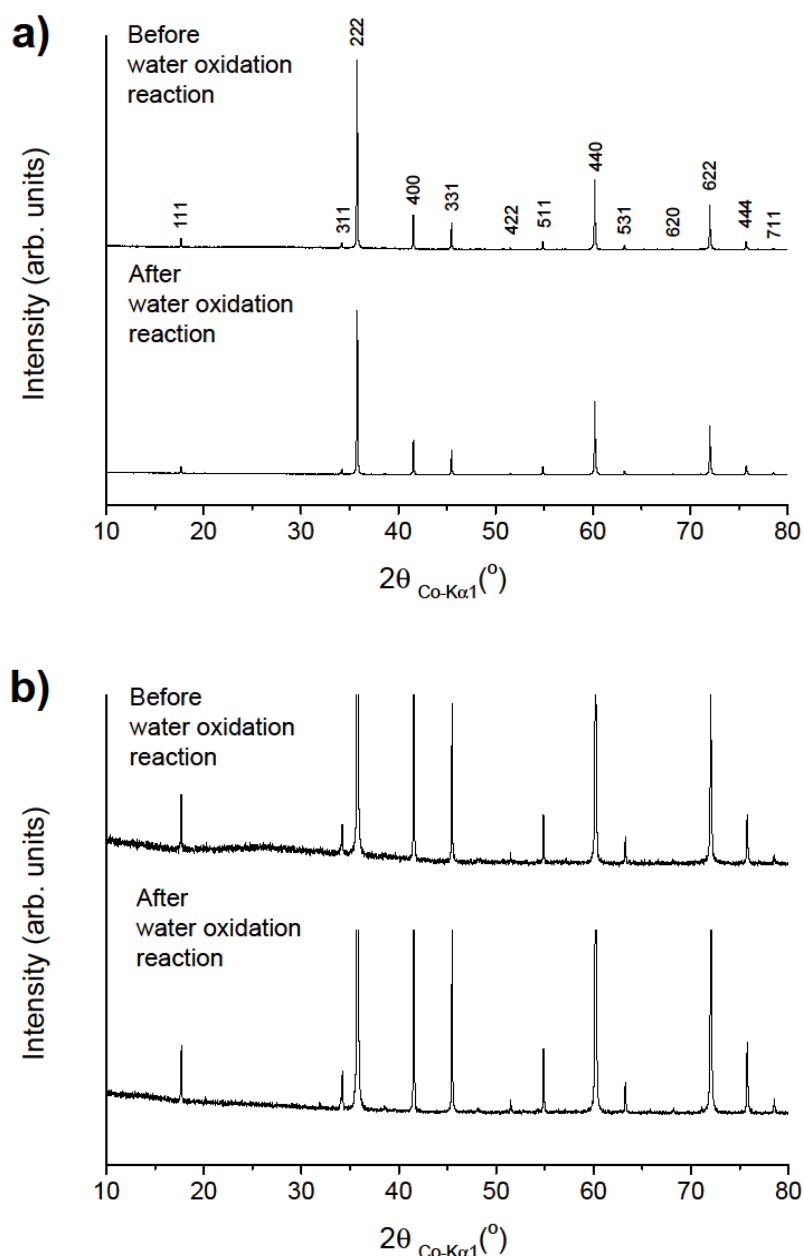 a)
Before
water oxidation
reaction
111
311
222
400
331
422
511
440
531
620
622
444
711
After
water oxidation
reaction
Intensity (arb. units)
10 20 30 40 50 60 70 80
2θ Co-Kα1(°)
b)
Before
water oxidation
reaction
After
water oxidation
reaction
Intensity (arb. units)
10 20 30 40 50 60 70 80
2θ Co-Kα1(°)